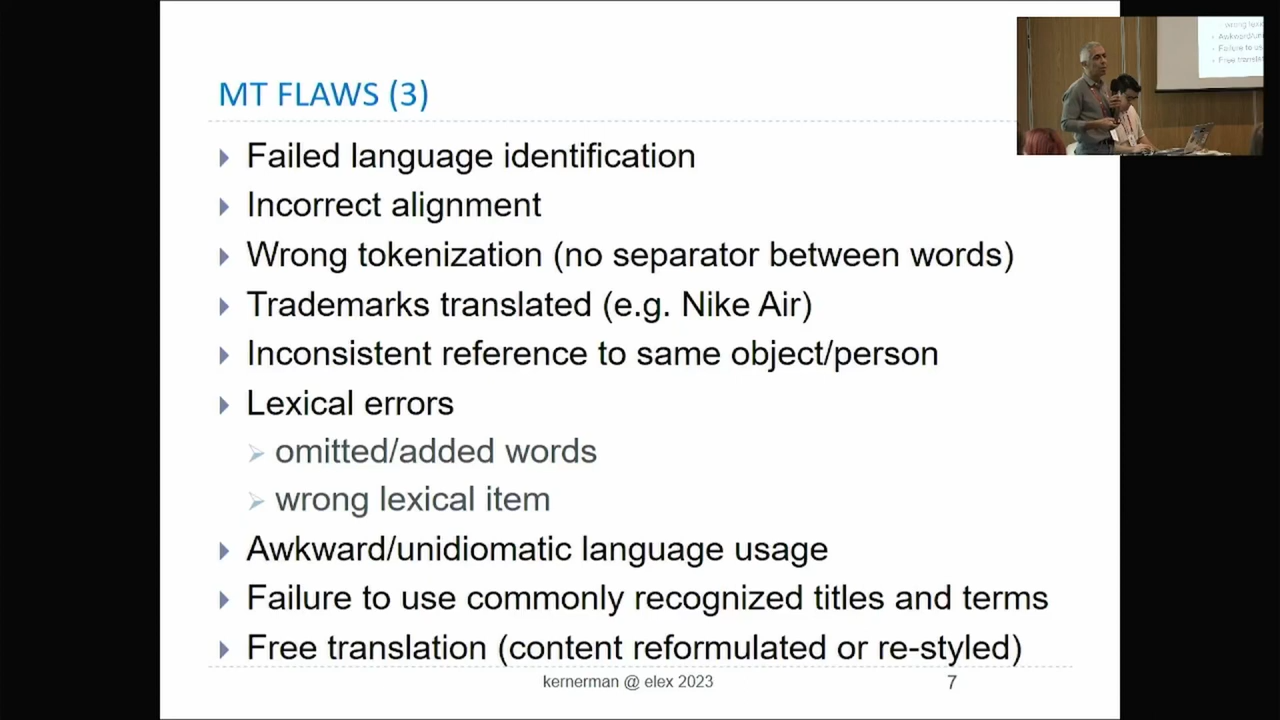 MT FLAWS (3)
Failed language identification
Incorrect alignment
Wrong tokenization (no separator between words)
Trademarks translated (e.g. Nike Air)
Inconsistent reference to same object/person
Lexical errors
omitted/added words
wrong lexical item
Awkward/unidiomatic language usage
Failure to use commonly recognized titles and terms
Free translation (content reformulated or re-styled)
kernerman @ elex 2023
7